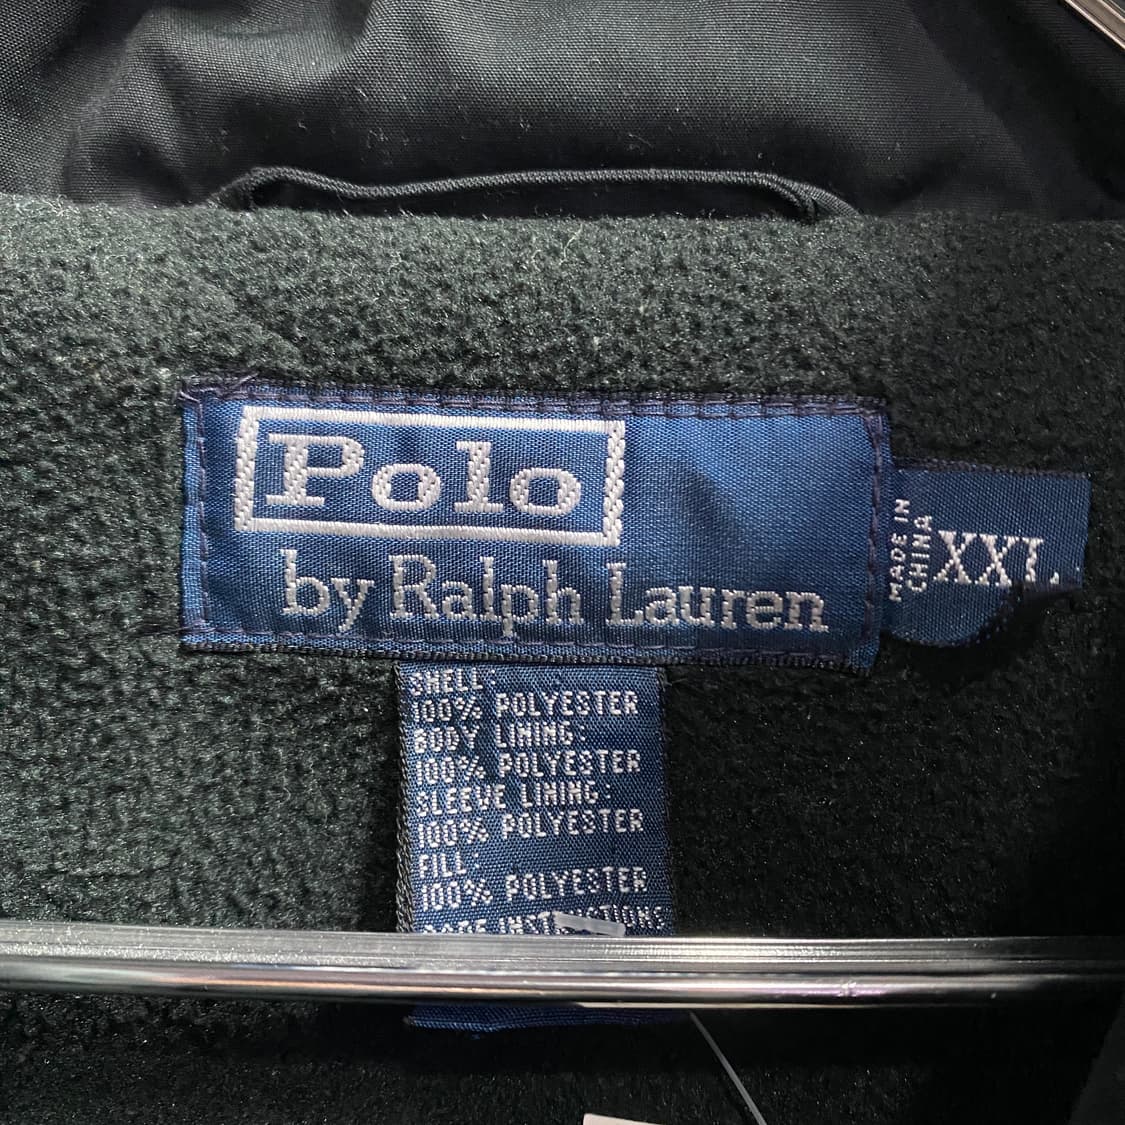 Polo
by Ralph Lauren
MADE IN
CHINA
XXL
SHELL:
100% POLYESTER
BODY LINING:
100% POLYESTER
SLEEVE LINING:
100% POLYESTER
FILL:
100% POLYESTER
INSTRUCTIONS